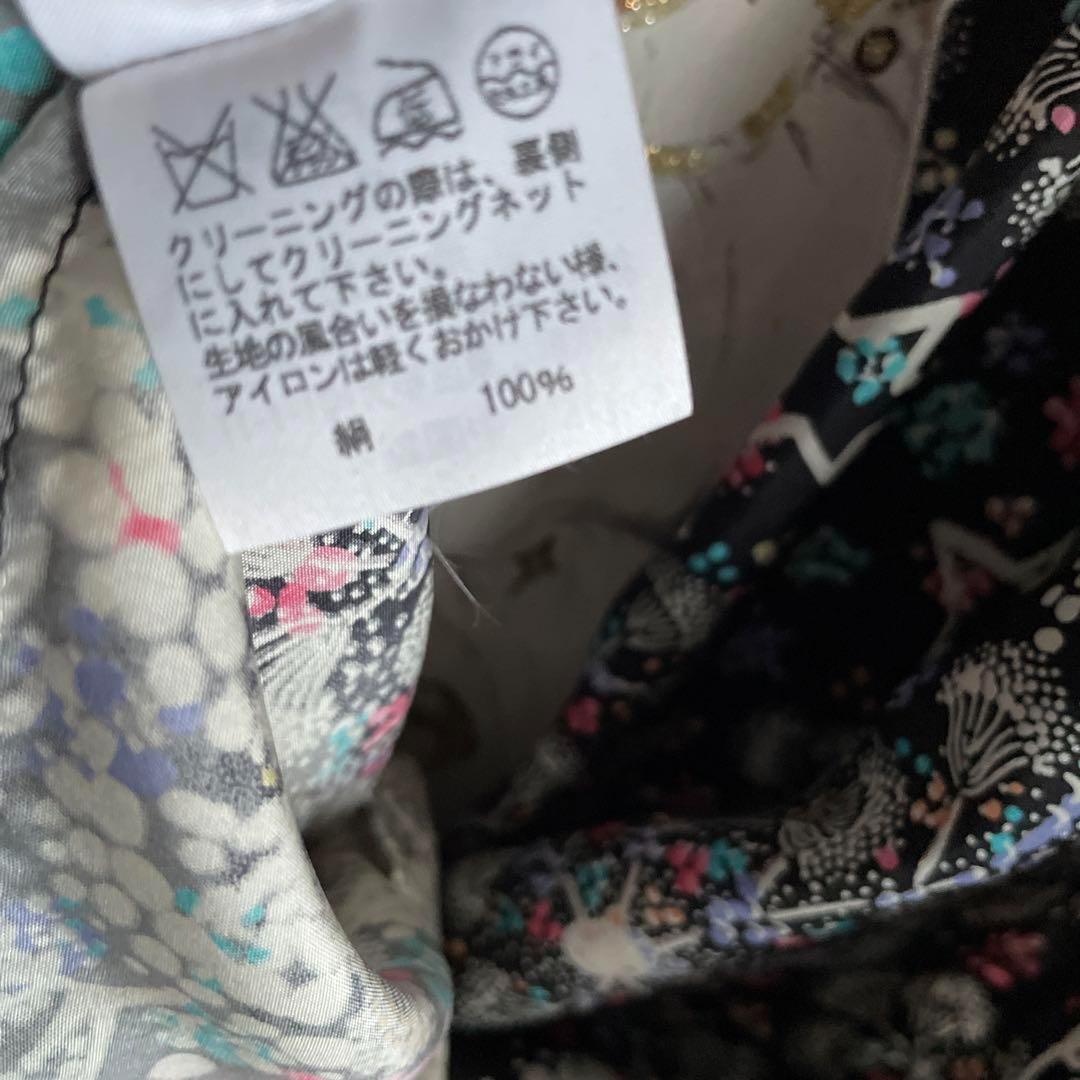 クリーニングの際は、裏側
にしてクリーニングネット
に入れて下さい。
生地の風合いを損なわない様、
アイロンは軽くおかけ下さい。
絹 100%